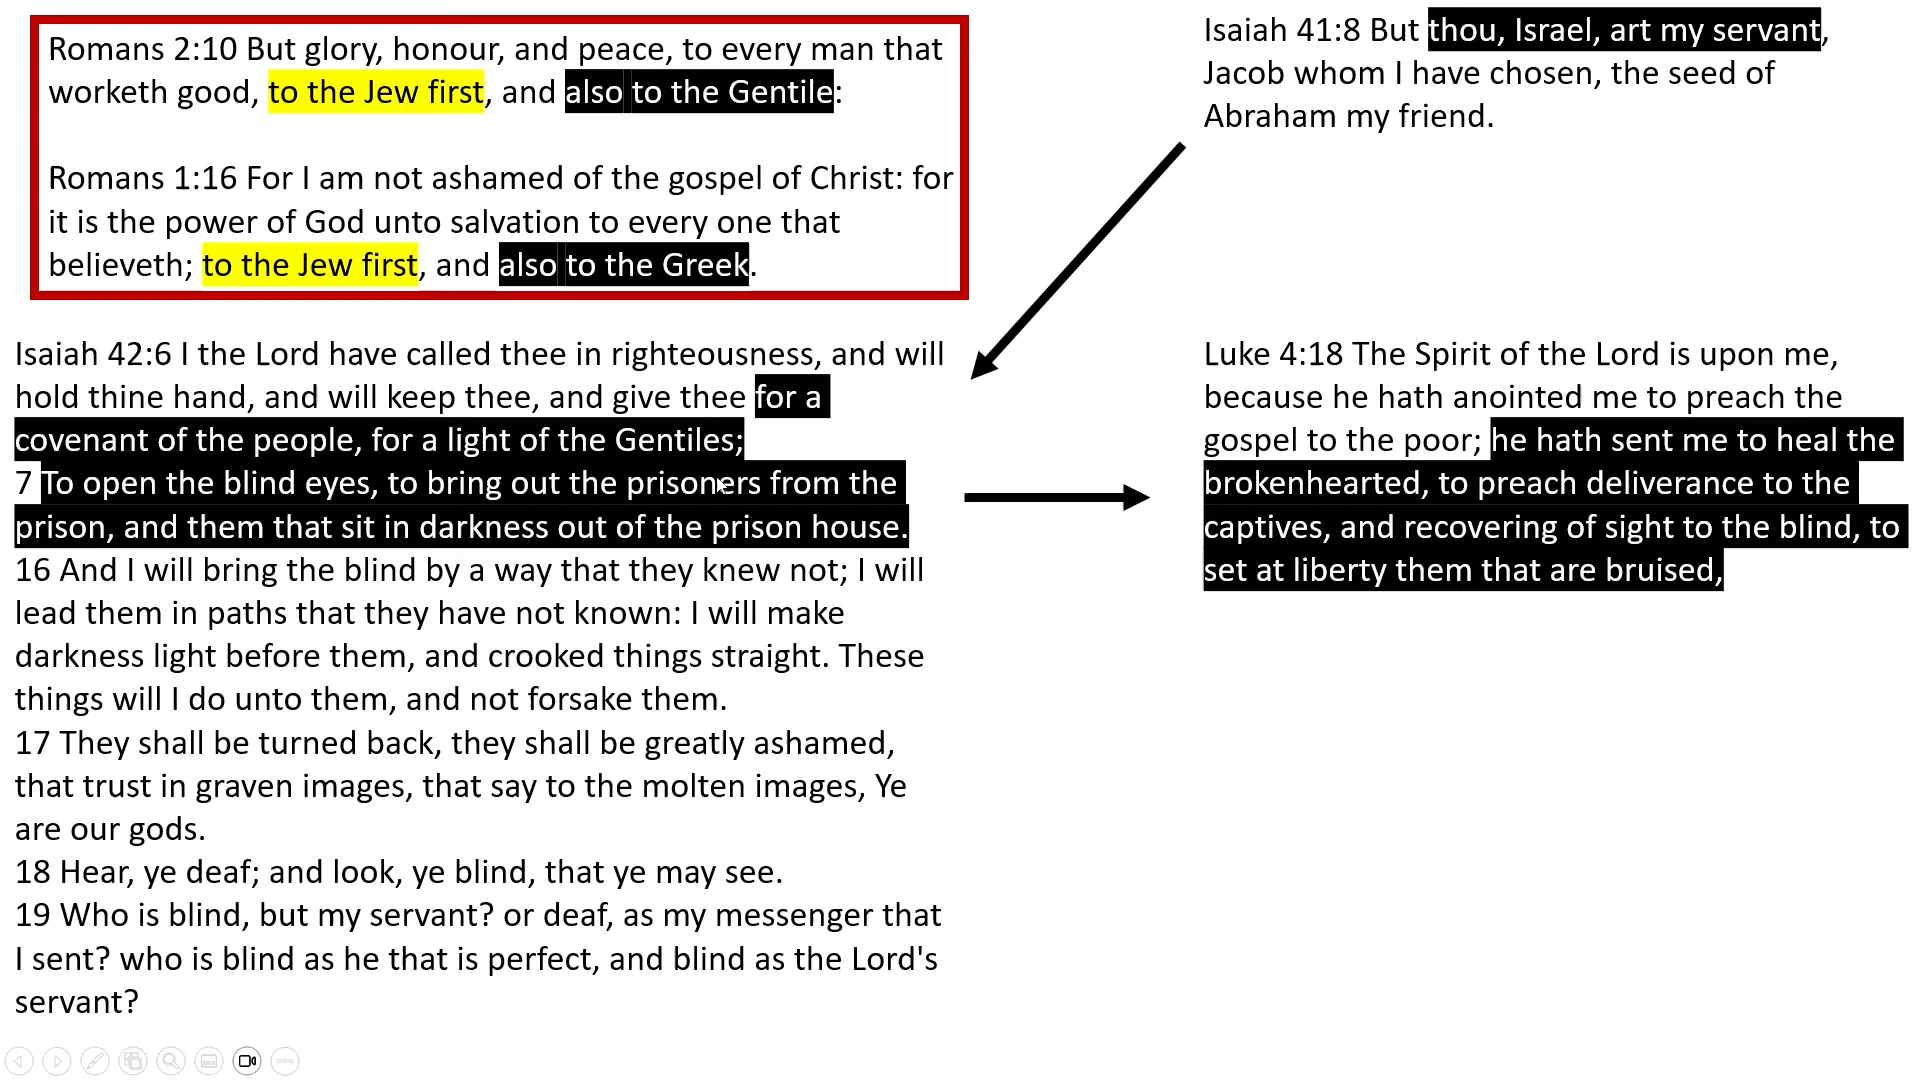 Romans 2:10 But glory, honour, and peace, to every man that
worketh good, to the Jew first, and also to the Gentile:
Romans 1:16 For I am not ashamed of the gospel of Christ: for
it is the power of God unto salvation to every one that
believeth; to the Jew first, and also to the Greek.
Isaiah 41:8 But thou, Israel, art my servant,
Jacob whom I have chosen, the seed of
Abraham my friend.
Isaiah 42:6 I the Lord have called thee in righteousness, and will
hold thine hand, and will keep thee, and give thee for a
covenant of the people, for a light of the Gentiles;
7 To open the blind eyes, to bring out the prisoners from the
prison, and them that sit in darkness out of the prison house.
16 And I will bring the blind by a way that they knew not; I will
lead them in paths that they have not known: I will make
darkness light before them, and crooked things straight. These
things will I do unto them, and not forsake them.
17 They shall be turned back, they shall be greatly ashamed,
that trust in graven images, that say to the molten images, Ye
are our gods.
18 Hear, ye deaf; and look, ye blind, that ye may see.
19 Who is blind, but my servant? or deaf, as my messenger that
I sent? who is blind as he that is perfect, and blind as the Lord's
servant?
Luke 4:18 The Spirit of the Lord is upon me,
because he hath anointed me to preach the
gospel to the poor; he hath sent me to heal the
brokenhearted, to preach deliverance to the
captives, and recovering of sight to the blind, to
set at liberty them that are bruised,